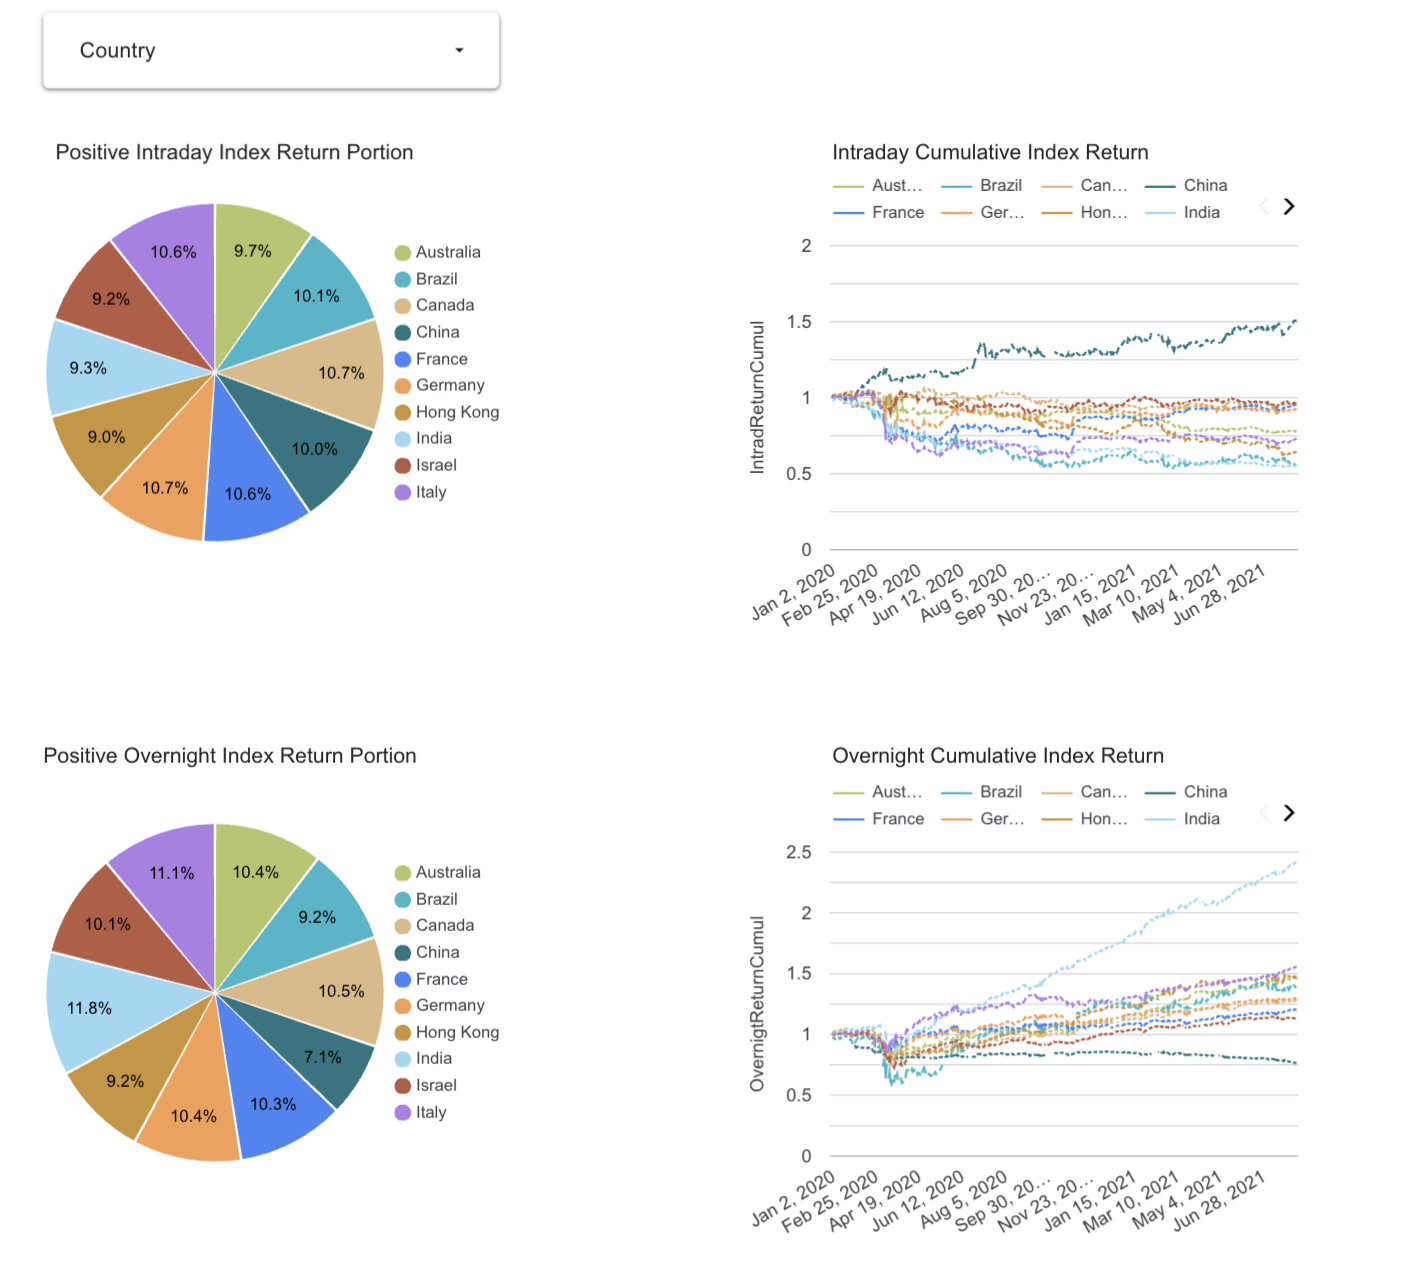 Country
Positive Intraday Index Return Portion
10.6%
9.7%
9.2%
10.1%
9.3%
10.7%
9.0%
10.0%
10.7%
10.6%
Australia
Brazil
Canada
China
France
Germany
Hong Kong
India
Israel
Italy
Intraday Cumulative Index Return
Aust… Brazil Can… China
France Ger… Hon… India
IntradReturnCumul
2
1.5
1
0.5
0
Jan 2, 2020
Feb 25, 2020
Apr 19, 2020
Jun 12, 2020
Aug 5, 2020
Sep 30, 20…
Nov 23, 20…
Jan 15, 2021
Mar 10, 2021
May 4, 2021
Jun 28, 2021
Positive Overnight Index Return Portion
11.1%
10.4%
10.1%
9.2%
11.8%
10.5%
9.2%
7.1%
10.4%
10.3%
Australia
Brazil
Canada
China
France
Germany
Hong Kong
India
Israel
Italy
Overnight Cumulative Index Return
Aust… Brazil Can… China
France Ger… Hon… India
OvernigtReturnCumul
2.5
2
1.5
1
0.5
0
Jan 2, 2020
Feb 25, 2020
Apr 19, 2020
Jun 12, 2020
Aug 5, 2020
Sep 30, 20…
Nov 23, 20…
Jan 15, 2021
Mar 10, 2021
May 4, 2021
Jun 28, 2021